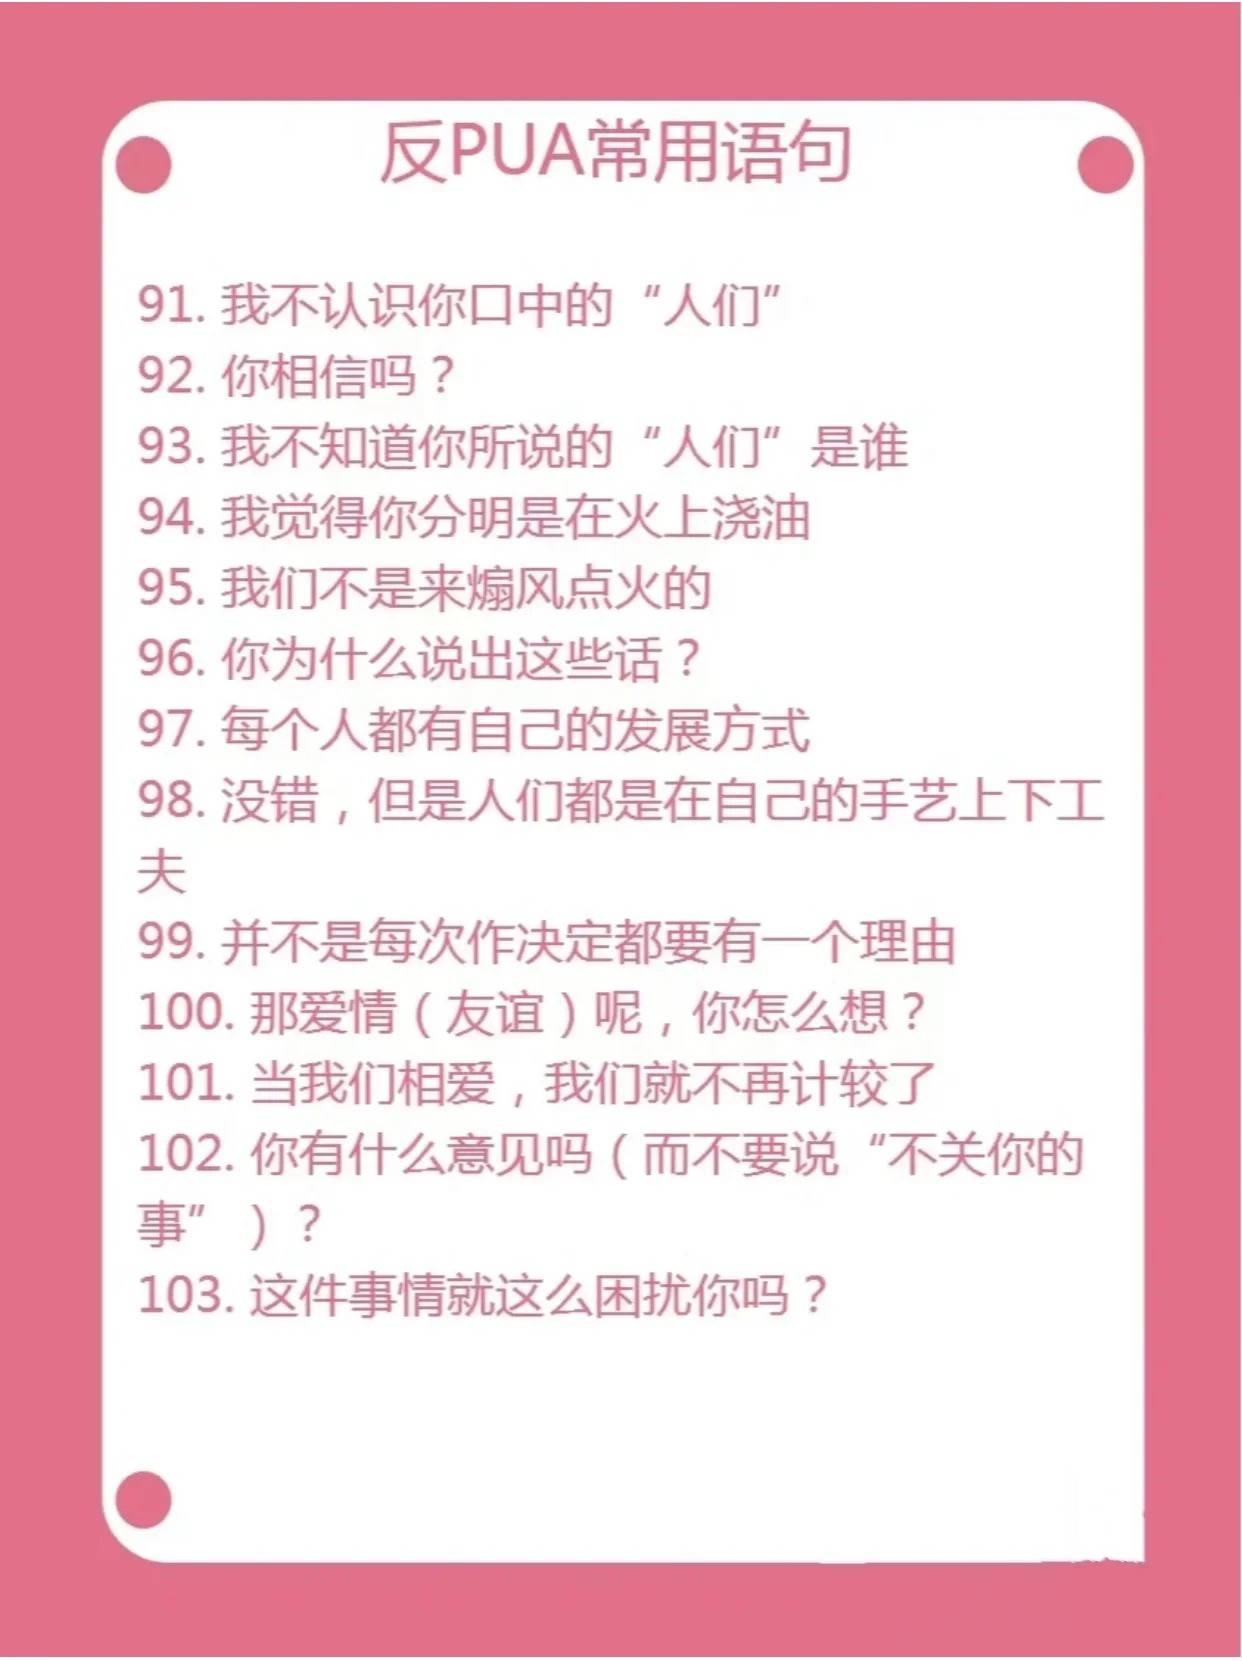 反PUA常用语句
91. 我不认识你口中的“人们”
92. 你相信吗？
93. 我不知道你所说的“人们”是谁
94. 我觉得你分明是在火上浇油
95. 我们不是来煽风点火的
96. 你为什么说出这些话？
97. 每个人都有自己的发展方式
98. 没错，但是人们都是在自己的手艺上下工
夫
99. 并不是每次作决定都要有一个理由
100. 那爱情（友谊）呢，你怎么想？
101. 当我们相爱，我们就不再计较了
102. 你有什么意见吗（而不要说“不关你的
事”）？
103. 这件事情就这么困扰你吗？